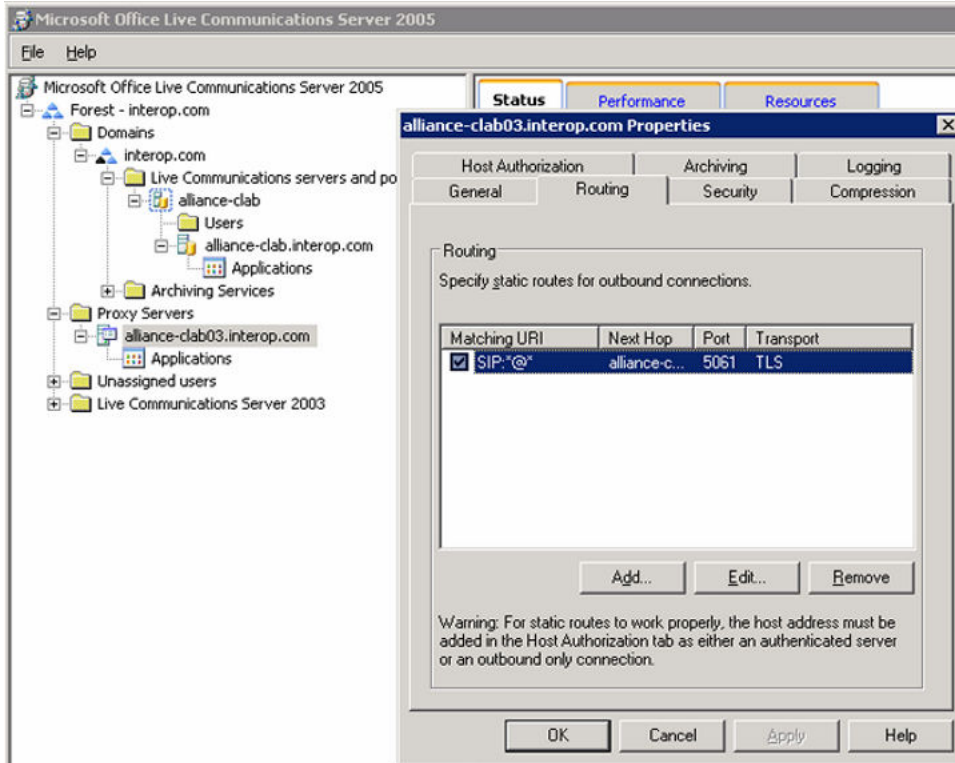 Microsoft Office Live Communications Server 2005
File Help
Microsoft Office Live Communications Server 2005
Forest - interop.com
Domains
interop.com
Live Communications servers and po
alliance-clab
Users
alliance-clab.interop.com
Applications
Archiving Services
Proxy Servers
alliance-clab03.interop.com
Applications
Unassigned users
Live Communications Server 2003
Status Performance Resources
alliance-clab03.interop.com Properties
Host Authorization Archiving Logging
General Routing Security Compression
Routing
Specify static routes for outbound connections.
Matching URI Next Hop Port Transport
SIP:*@* alliance-c... 5061 TLS
Add... Edit... Remove
Warning: For static routes to work properly, the host address must be
added in the Host Authorization tab as either an authenticated server
or an outbound only connection.
OK Cancel Apply Help